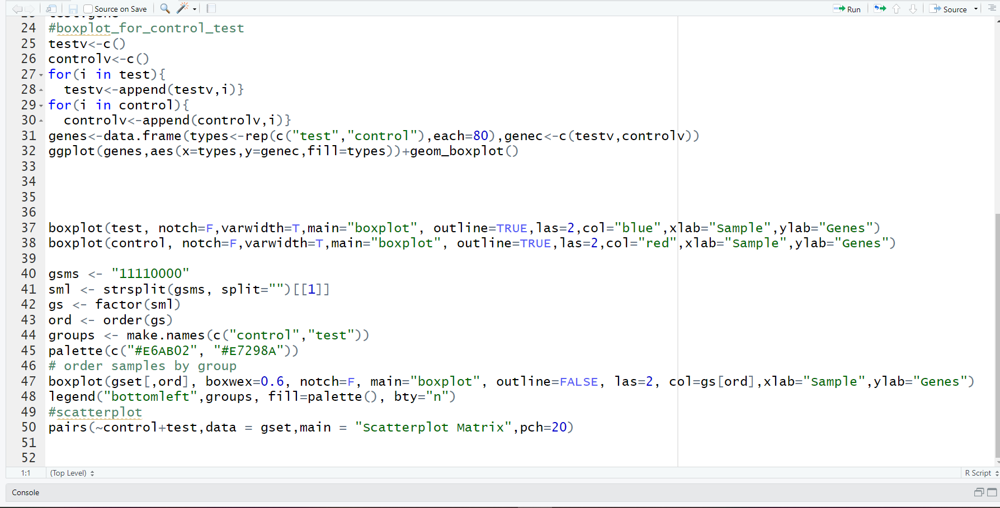 Source on Save
Run
Source
24 #boxplot_for_control_test
25 testv<-c()
26 controlv<-c()
27 for(i in test){
28   testv<-append(testv,i)}
29 for(i in control){
30   controlv<-append(controlv,i)}
31 genes<-data.frame(types<-rep(c("test","control"),each=80),genec<-c(testv,controlv))
32 ggplot(genes,aes(x=types,y=genec,fill=types))+geom_boxplot()
33
34
35
36
37 boxplot(test, notch=F,varwidth=T,main="boxplot", outline=TRUE,las=2,col="blue",xlab="Sample",ylab="Genes")
38 boxplot(control, notch=F,varwidth=T,main="boxplot", outline=TRUE,las=2,col="red",xlab="Sample",ylab="Genes")
39
40 gsms <- "11110000"
41 sml <- strsplit(gsms, split="")[[1]]
42 gs <- factor(sml)
43 ord <- order(gs)
44 groups <- make.names(c("control","test"))
45 palette(c("#E6AB02", "#E7298A"))
46 # order samples by group
47 boxplot(gset[,ord], boxwex=0.6, notch=F, main="boxplot", outline=FALSE, las=2, col=gs[ord],xlab="Sample",ylab="Genes")
48 legend("bottomleft",groups, fill=palette(), bty="n")
49 #scatterplot
50 pairs(~control+test,data = gset,main = "Scatterplot Matrix",pch=20)
51
52
1:1 (Top Level) R Script
Console